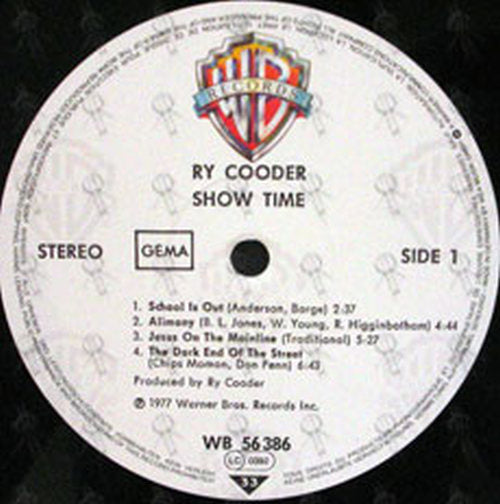 WB
RECORDS
RY COODER
SHOW TIME
STEREO
GEMA
SIDE 1
1. School Is Out (Anderson, Barge) 2:37
2. Alimony (B. L. Jones, W. Young, R. Higginbotham) 4:44
3. Jesus On The Mainline (Traditional) 5:27
4. The Dark End Of The Street
(Chips Moman, Dan Penn) 6:43
Produced by Ry Cooder
℗ 1977 Warner Bros. Records Inc.
WB 56 386
LC 0392
33